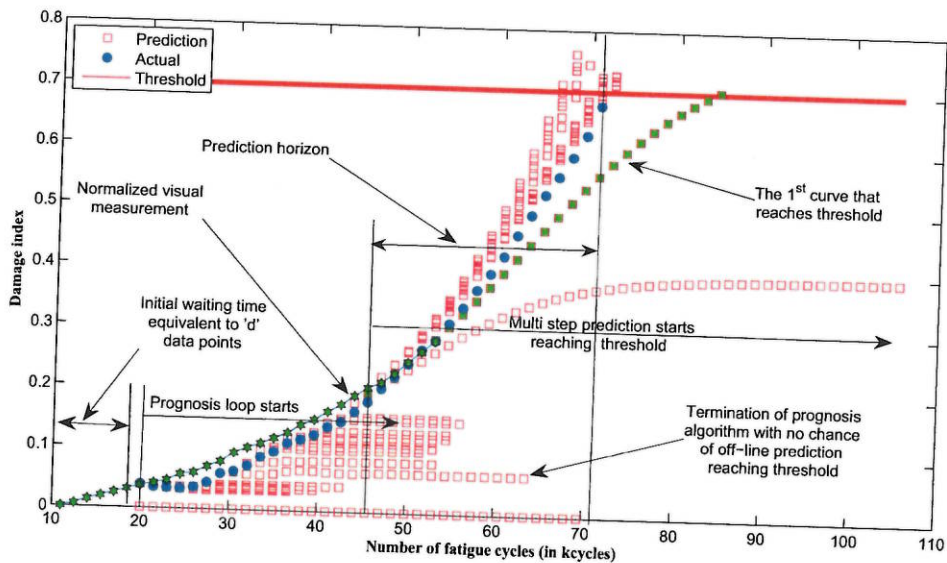 0.8
0.7
0.6
0.5
0.4
0.3
0.2
0.1
0
Damage index
Prediction
Actual
Threshold
Prediction horizon
Normalized visual
measurement
The 1st curve that
reaches threshold
Initial waiting time
equivalent to 'd'
data points
Multi step prediction starts
reaching threshold
Prognosis loop starts
Termination of prognosis
algorithm with no chance
of off-line prediction
reaching threshold
10 20 30 40 50 60 70 80 90 100 110
Number of fatigue cycles (in kcycles)